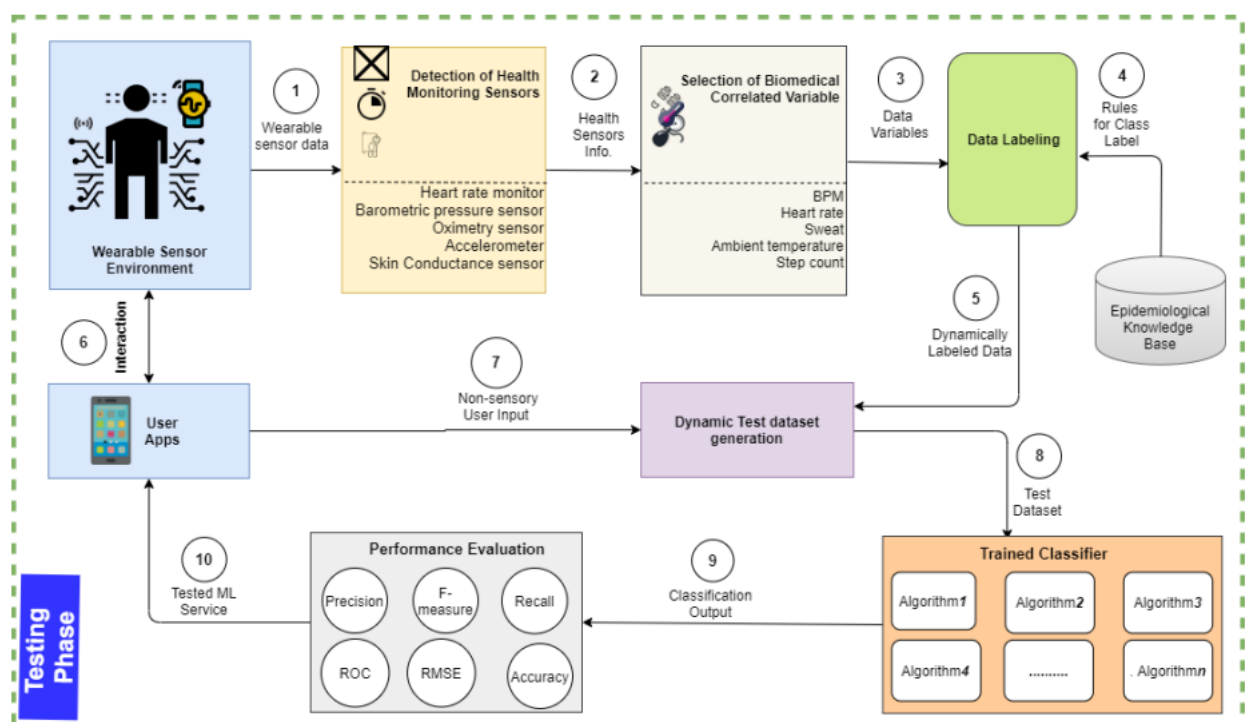 Wearable Sensor
Environment
1
Wearable
sensor data
Detection of Health
Monitoring Sensors
Heart rate monitor
Barometric pressure sensor
Oximetry sensor
Accelerometer
Skin Conductance sensor
2
Health
Sensors
Info.
Selection of Biomedical
Correlated Variable
BPM
Heart rate
Sweat
Ambient temperature
Step count
3
Data
Variables
Data Labeling
4
Rules
for Class
Label
Epidemiological
Knowledge
Base
5
Dynamically
Labeled Data
6
Interaction
User
Apps
7
Non-sensory
User Input
Dynamic Test dataset
generation
8
Test
Dataset
Trained Classifier
Algorithm1
Algorithm2
Algorithm3
Algorithm4
..........
. Algorithmn
9
Classification
Output
Performance Evaluation
Precision
F-
measure
Recall
ROC
RMSE
Accuracy
10
Tested ML
Service
Testing
Phase